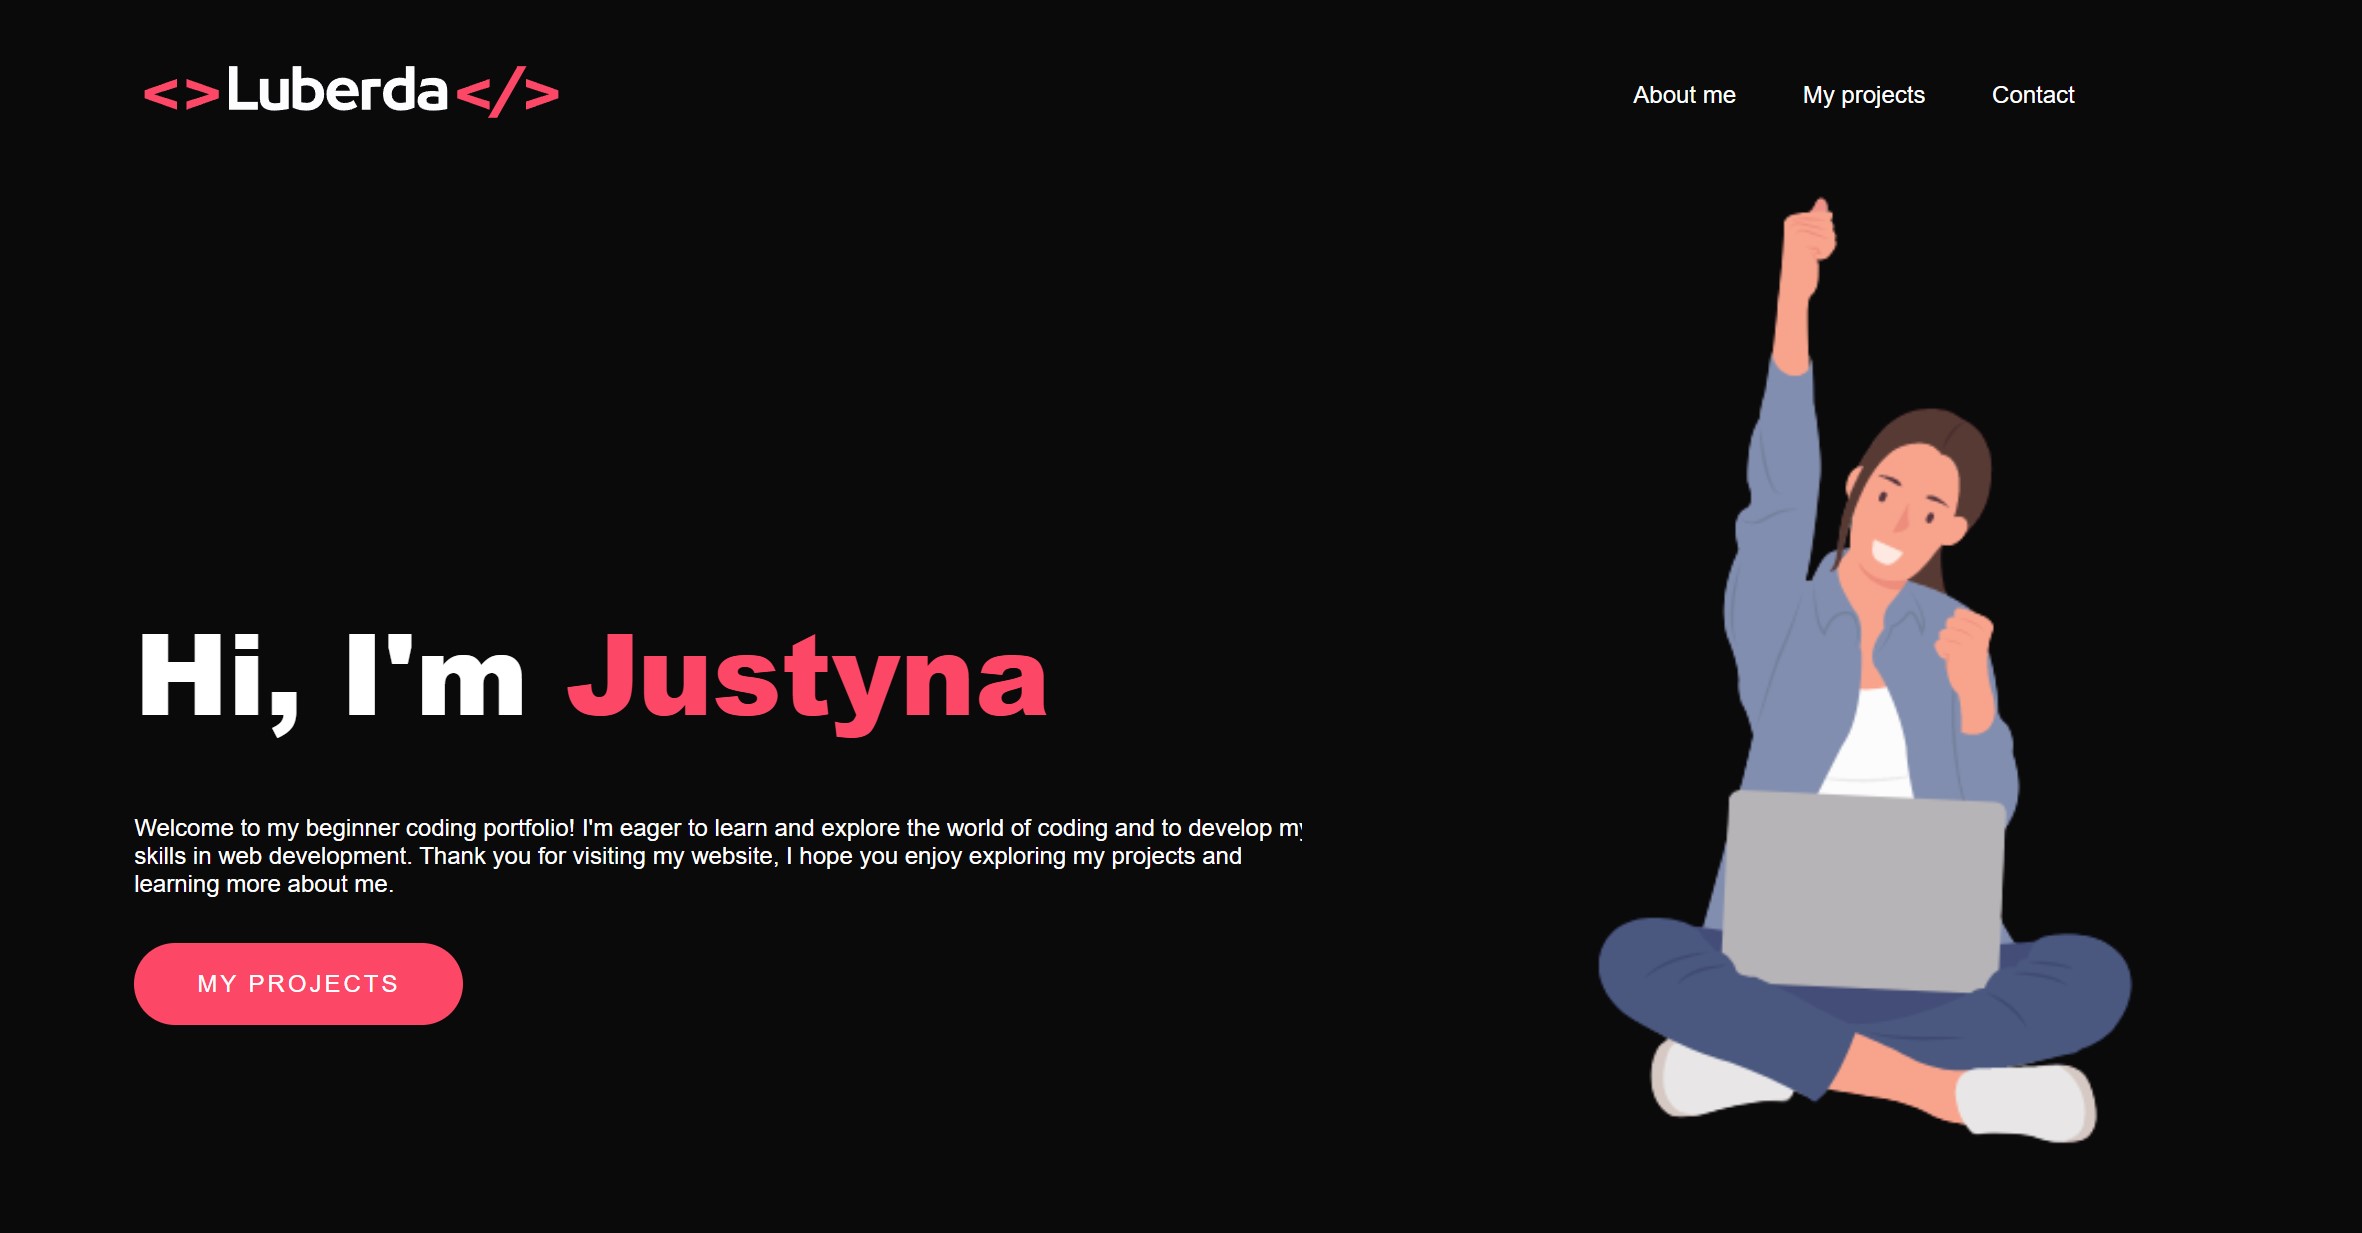 <>Luberda</>
About me My projects Contact
Hi, I'm Justyna
Welcome to my beginner coding portfolio! I'm eager to learn and explore the world of coding and to develop my
skills in web development. Thank you for visiting my website, I hope you enjoy exploring my projects and
learning more about me.
MY PROJECTS